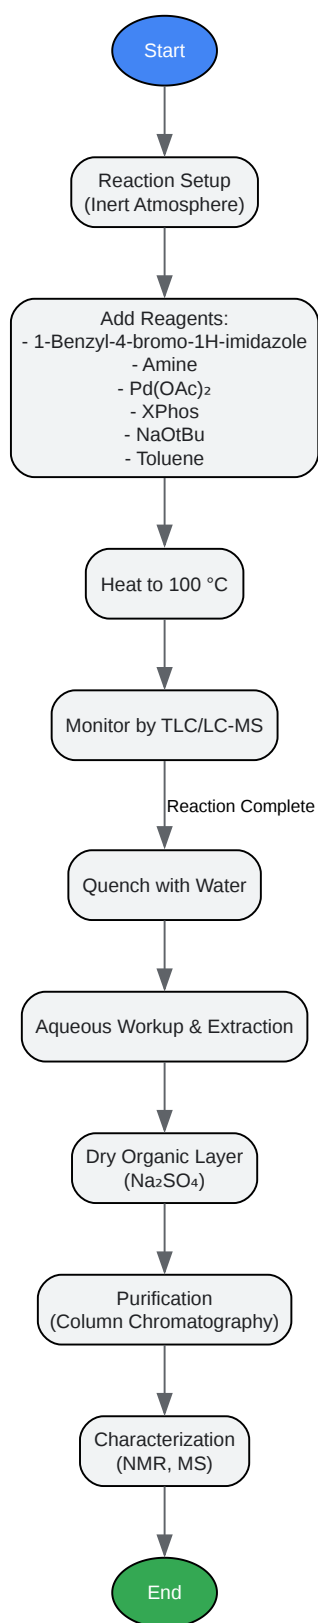 Start
Reaction Setup
(Inert Atmosphere)
Add Reagents:
- 1-Benzyl-4-bromo-1H-imidazole
- Amine
- Pd(OAc)₂
- XPhos
- NaOtBu
- Toluene
Heat to 100 °C
Monitor by TLC/LC-MS
Reaction Complete
Quench with Water
Aqueous Workup & Extraction
Dry Organic Layer
(Na₂SO₄)
Purification
(Column Chromatography)
Characterization
(NMR, MS)
End